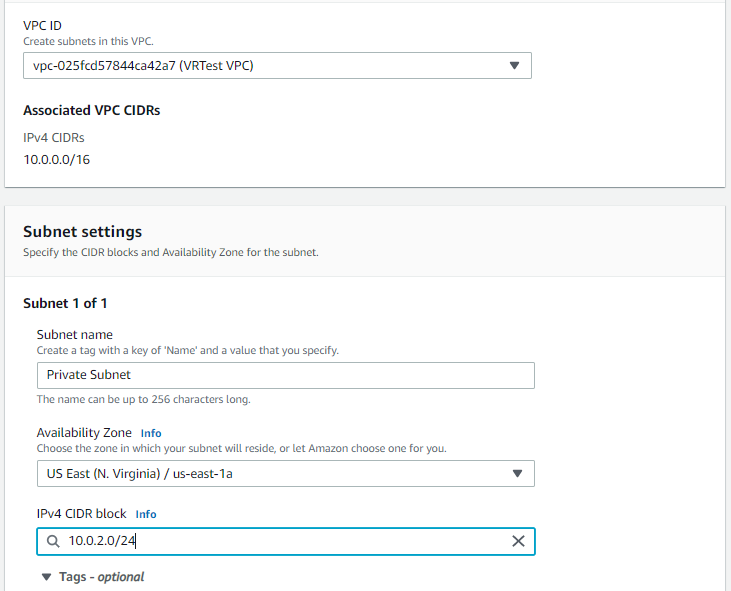 VPC ID
Create subnets in this VPC.
vpc-025fcd57844ca42a7 (VRTest VPC)
Associated VPC CIDRs
IPv4 CIDRs
10.0.0.0/16
Subnet settings
Specify the CIDR blocks and Availability Zone for the subnet.
Subnet 1 of 1
Subnet name
Create a tag with a key of 'Name' and a value that you specify.
Private Subnet
The name can be up to 256 characters long.
Availability Zone Info
Choose the zone in which your subnet will reside, or let Amazon choose one for you.
US East (N. Virginia) / us-east-1a
IPv4 CIDR block Info
10.0.2.0/24
Tags - optional